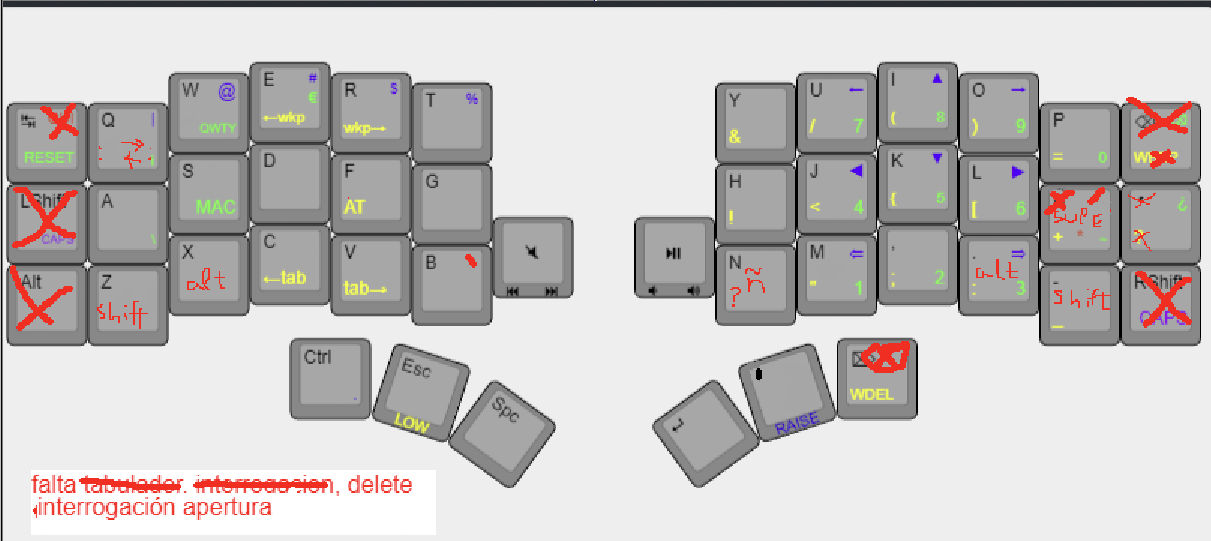 W @ QWTY
E # € ←wkp
R $ wkp→
T %
Y &
U ← / 7
I ▲ ( 8
O → ) 9
P = 0
RESET
Q |
S MAC
D
F AT
G
H !
J ◀ < 4
K ▼ { 5
L ▶ [ 6
+ * -
¿
LShift CAPS
A \
X alt
C ←tab
V tab→
B
N ? ñ
M ⇐ " 1
, ; 2
. ⇒ alt : 3
- shift _
RShift CAPS
Alt
Z shift
Ctrl
Esc LOW
Spc
RAISE
WDEL
falta tabulador. interrogacion, delete
interrogación apertura